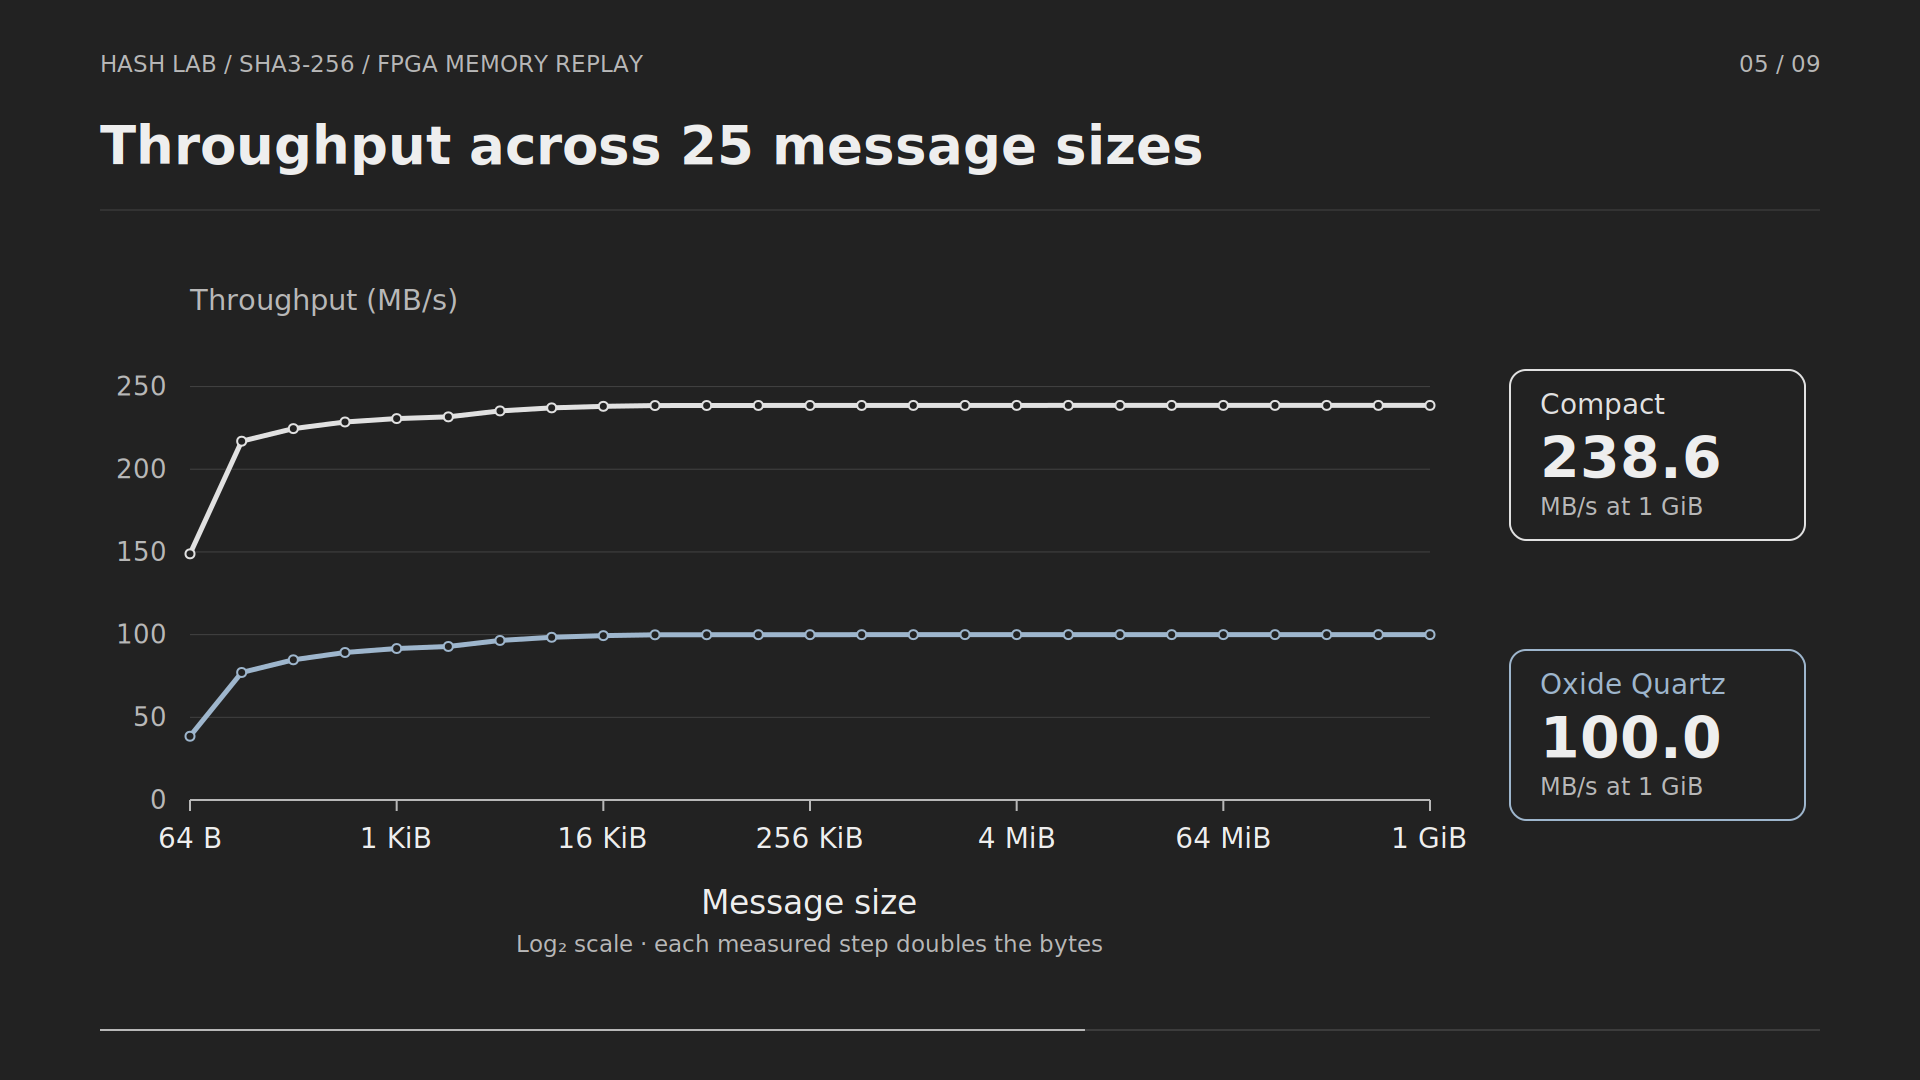 HASH LAB / SHA3-256 / FPGA MEMORY REPLAY
05 / 09
Throughput across 25 message sizes
Throughput (MB/s)
250
200
150
100
50
0
64 B
1 KiB
16 KiB
256 KiB
4 MiB
64 MiB
1 GiB
Message size
Log₂ scale · each measured step doubles the bytes
Compact
238.6
MB/s at 1 GiB
Oxide Quartz
100.0
MB/s at 1 GiB